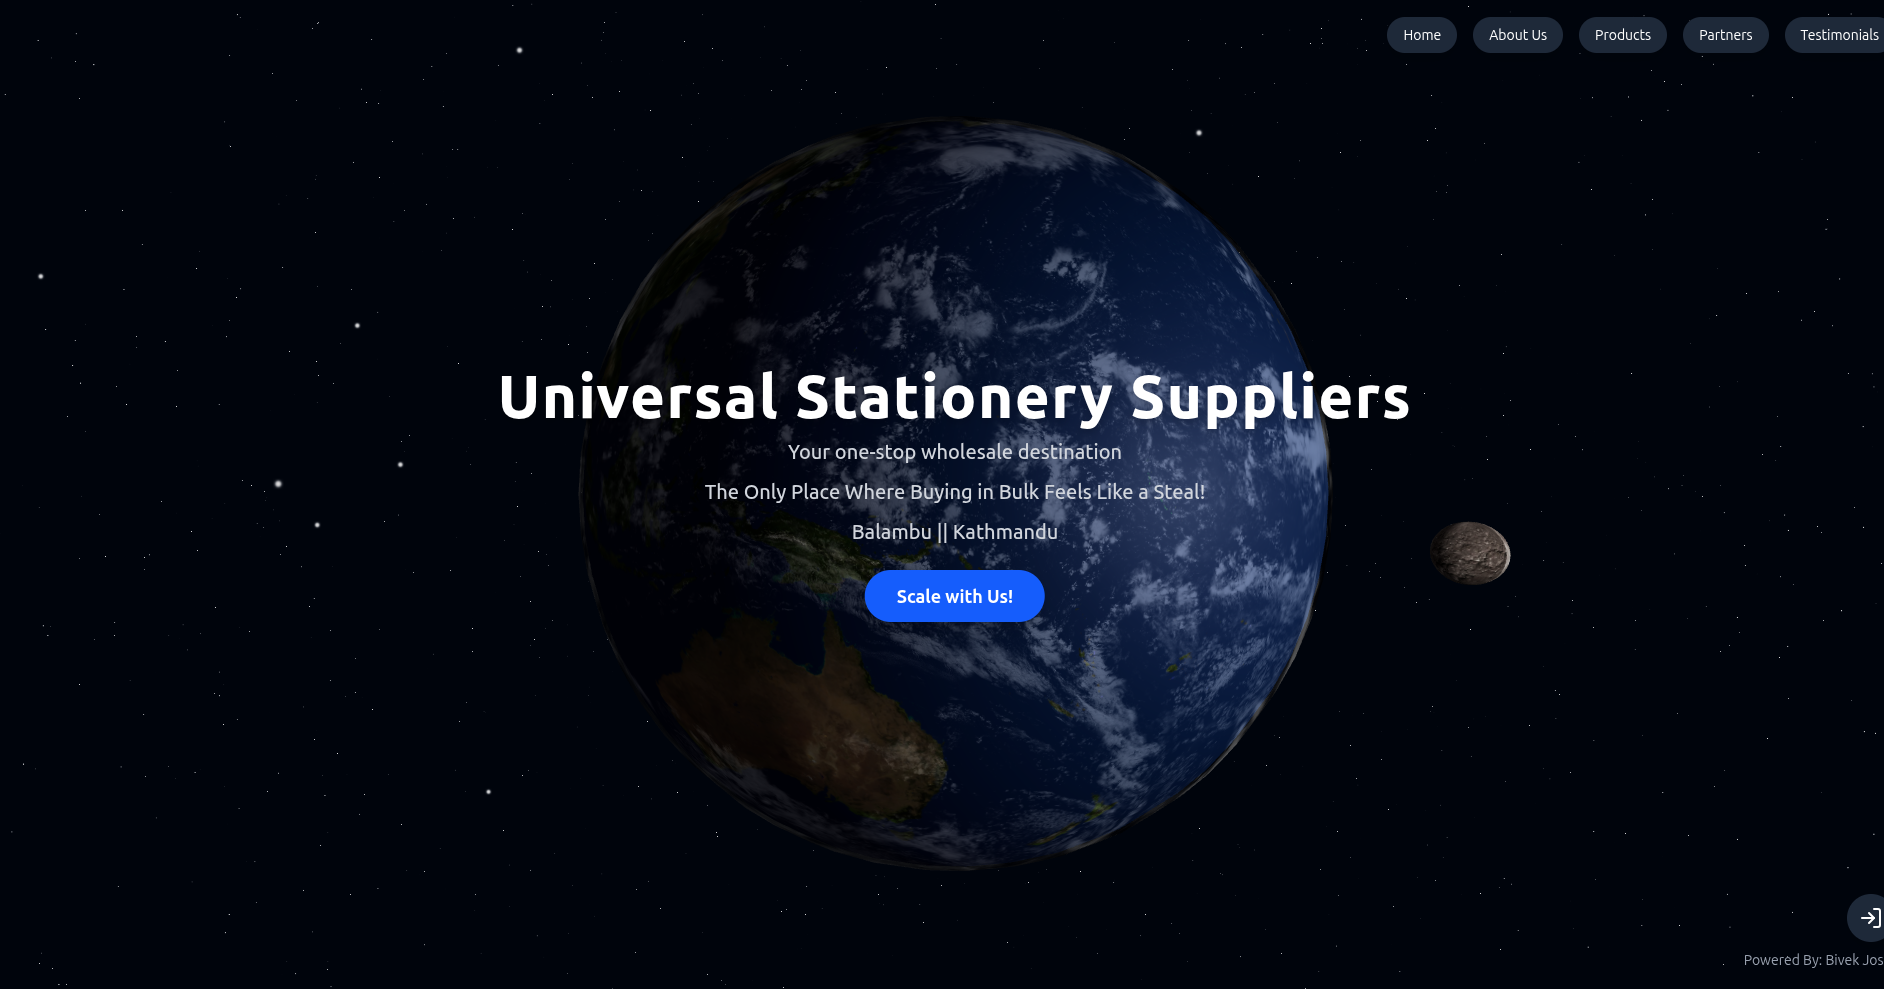 Home About Us Products Partners Testimonials
Universal Stationery Suppliers
Your one-stop wholesale destination
The Only Place Where Buying in Bulk Feels Like a Steal!
Balambu || Kathmandu
Scale with Us!
Powered By: Bivek Jos